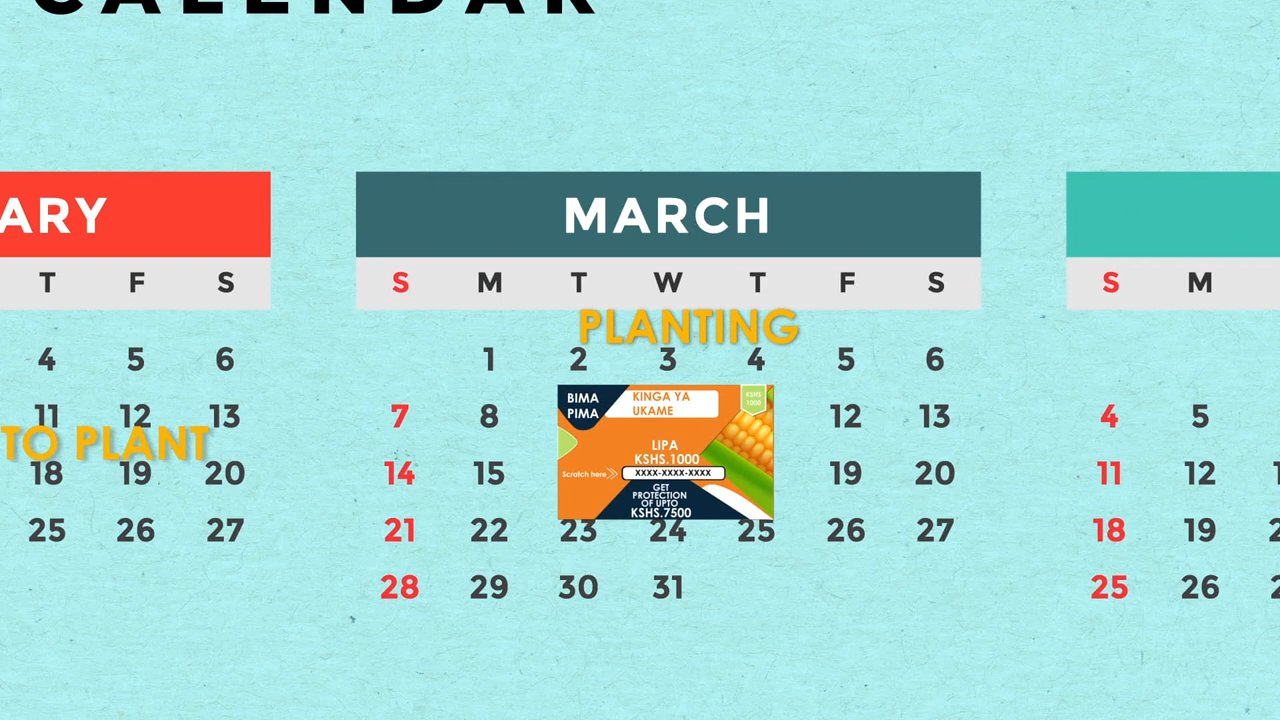 CALENDAR
ARY
T F S
4 5 6
11 12 13
TO PLANT
18 19 20
25 26 27
MARCH
S M T W T F S
PLANTING
1 2 3 4 5 6
7 8 12 13
14 15 19 20
21 22 23 24 25 26 27
28 29 30 31
BIMA
PIMA
KINGA YA
UKAME
KSHS
1000
LIPA
KSHS.1000
Scratch here
XXXX-XXXX-XXXX
GET
PROTECTION
OF UPTO
KSHS.7500
S M
4 5
11 12
18 19
25 26